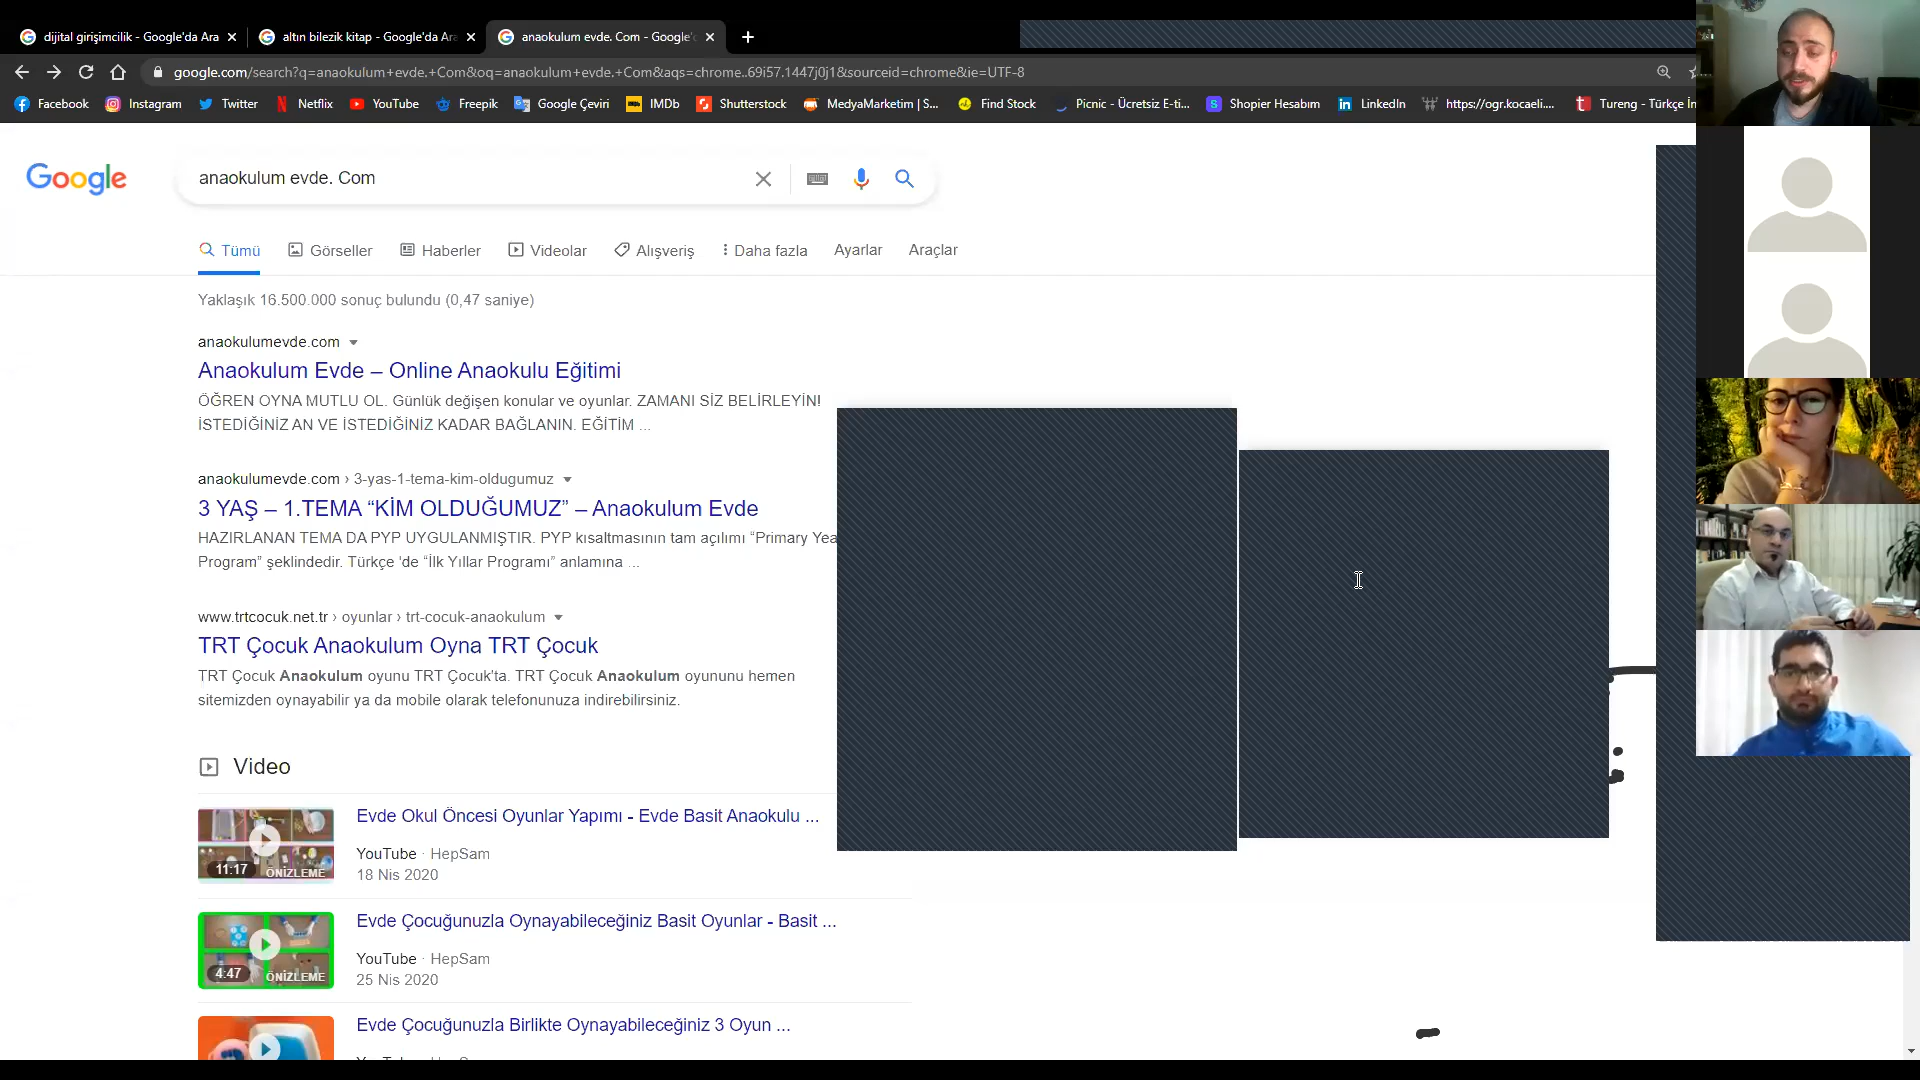 dijital girişimcilik - Google'da Ara
altın bilezik kitap - Google'da Ara
anaokulum evde. Com - Google'
google.com/search?q=anaokulum+evde.+Com&oq=anaokulum+evde.+Com&aqs=chrome..69i57.1447j0j1&sourceid=chrome&ie=UTF-8
Facebook
Instagram
Twitter
Netflix
YouTube
Freepik
Google Çeviri
IMDb
Shutterstock
MedyaMarketim | S...
Find Stock
Picnic - Ücretsiz E-ti...
Shopier Hesabım
LinkedIn
https://ogr.kocaeli....
Tureng - Türkçe İn
Google
anaokulum evde. Com
Tümü
Görseller
Haberler
Videolar
Alışveriş
Daha fazla
Ayarlar
Araçlar
Yaklaşık 16.500.000 sonuç bulundu (0,47 saniye)
anaokulumevde.com
Anaokulum Evde – Online Anaokulu Eğitimi
ÖĞREN OYNA MUTLU OL. Günlük değişen konular ve oyunlar. ZAMANI SİZ BELİRLEYİN!
İSTEDİĞİNİZ AN VE İSTEDİĞİNİZ KADAR BAĞLANIN. EĞİTİM ...
anaokulumevde.com › 3-yas-1-tema-kim-oldugumuz
3 YAŞ – 1.TEMA “KİM OLDUĞUMUZ” – Anaokulum Evde
HAZIRLANAN TEMA DA PYP UYGULANMIŞTIR. PYP kısaltmasının tam açılımı “Primary Yea
Program” şeklindedir. Türkçe 'de “İlk Yıllar Programı” anlamına ...
www.trtcocuk.net.tr › oyunlar › trt-cocuk-anaokulum
TRT Çocuk Anaokulum Oyna TRT Çocuk
TRT Çocuk Anaokulum oyunu TRT Çocuk'ta. TRT Çocuk Anaokulum oyununu hemen
sitemizden oynayabilir ya da mobile olarak telefonunuza indirebilirsiniz.
Video
11:17
ÖNİZLEME
Evde Okul Öncesi Oyunlar Yapımı - Evde Basit Anaokulu ...
YouTube · HepSam
18 Nis 2020
4:47
ÖNİZLEME
Evde Çocuğunuzla Oynayabileceğiniz Basit Oyunlar - Basit ...
YouTube · HepSam
25 Nis 2020
Evde Çocuğunuzla Birlikte Oynayabileceğiniz 3 Oyun ...